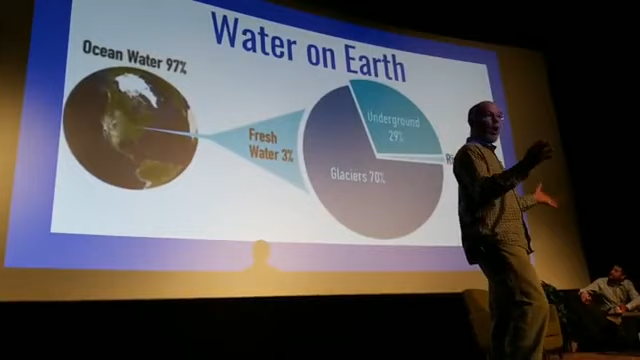 Water on Earth
Ocean Water 97%
Fresh
Water 3%
Underground
29%
Glaciers 70%